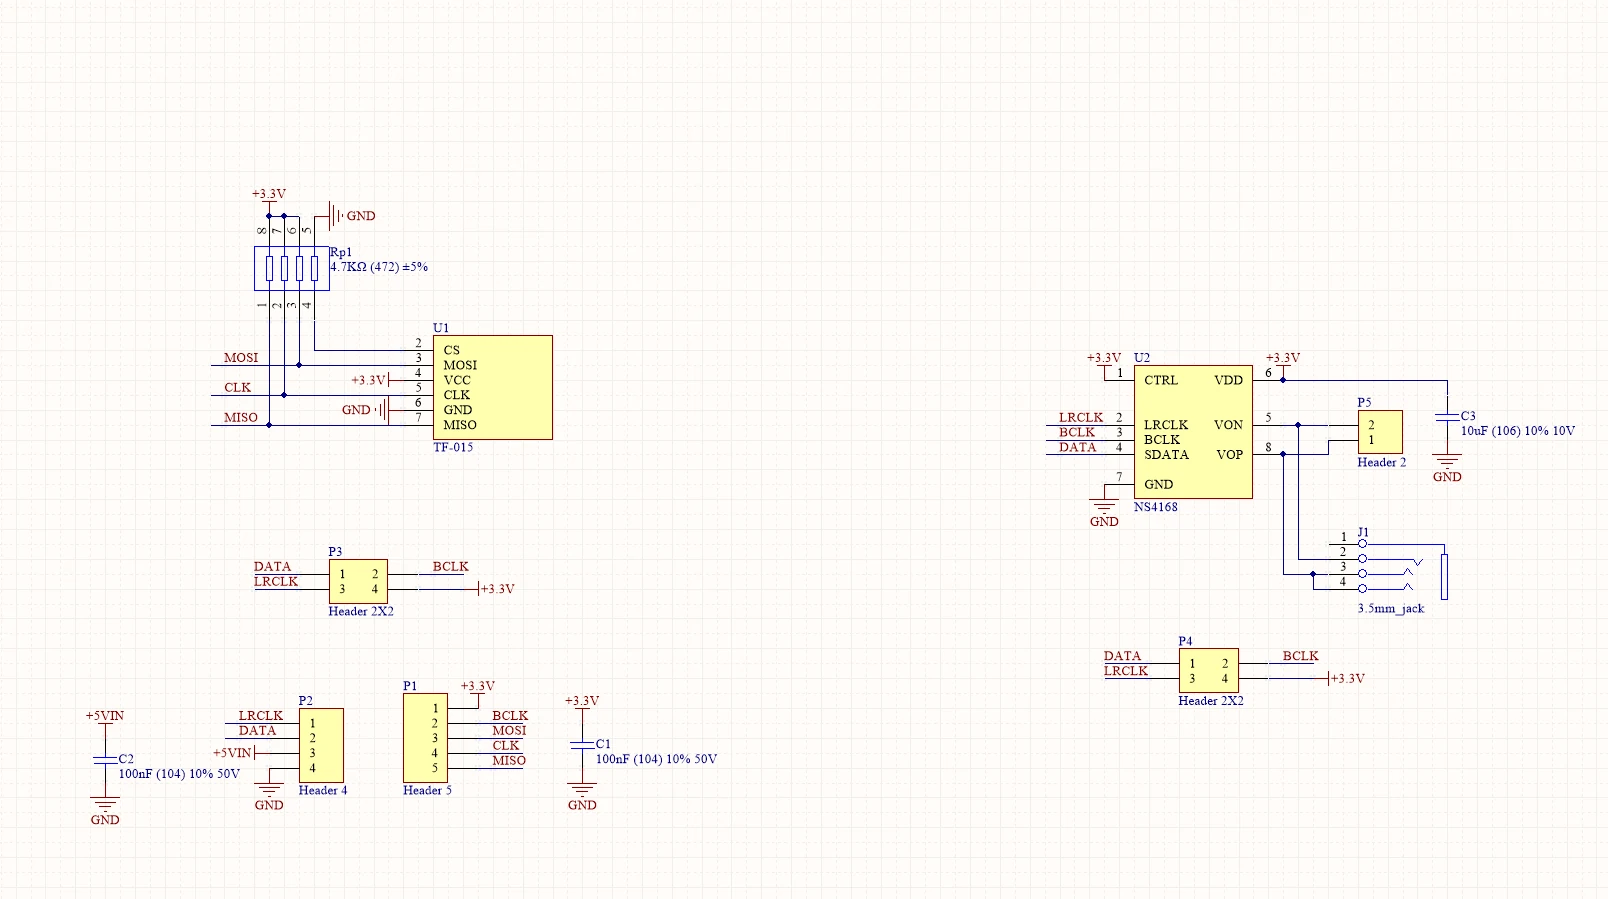 +3.3V
GND
8 7 6 5
Rp1
4.7KΩ (472) ±5%
1 2 3 4
U1
2 CS
MOSI 3 MOSI
+3.3V 4 VCC
CLK 5 CLK
GND 6 GND
MISO 7 MISO
TF-015
P3
DATA 1 2 BCLK
LRCLK 3 4 +3.3V
Header 2X2
+5VIN
C2
100nF (104) 10% 50V
GND
P2
LRCLK 1
DATA 2
+5VIN 3
4
GND
Header 4
P1
+3.3V
1
2 BCLK
3 MOSI
4 CLK
5 MISO
Header 5
+3.3V
C1
100nF (104) 10% 50V
GND
+3.3V U2 +3.3V
1 CTRL VDD 6
LRCLK 2 LRCLK VON 5
BCLK 3 BCLK
DATA 4 SDATA VOP 8
7 GND
GND
NS4168
P5
2
1
Header 2
C3
10uF (106) 10% 10V
GND
J1
1
2
3
4
3.5mm_jack
P4
DATA 1 2 BCLK
LRCLK 3 4 +3.3V
Header 2X2